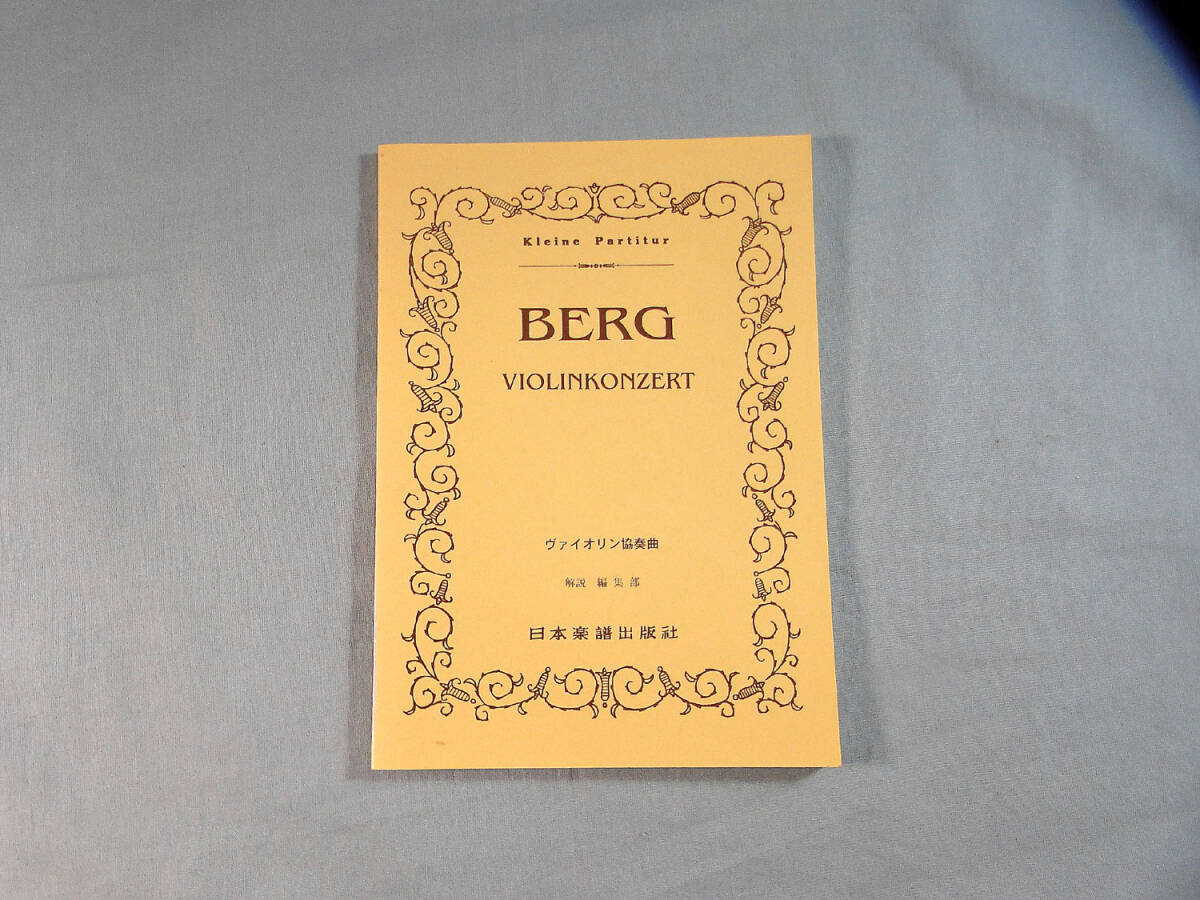 Kleine Partitur
BERG
VIOLINKONZERT
ヴァイオリン協奏曲
解説 編集部
日本楽譜出版社